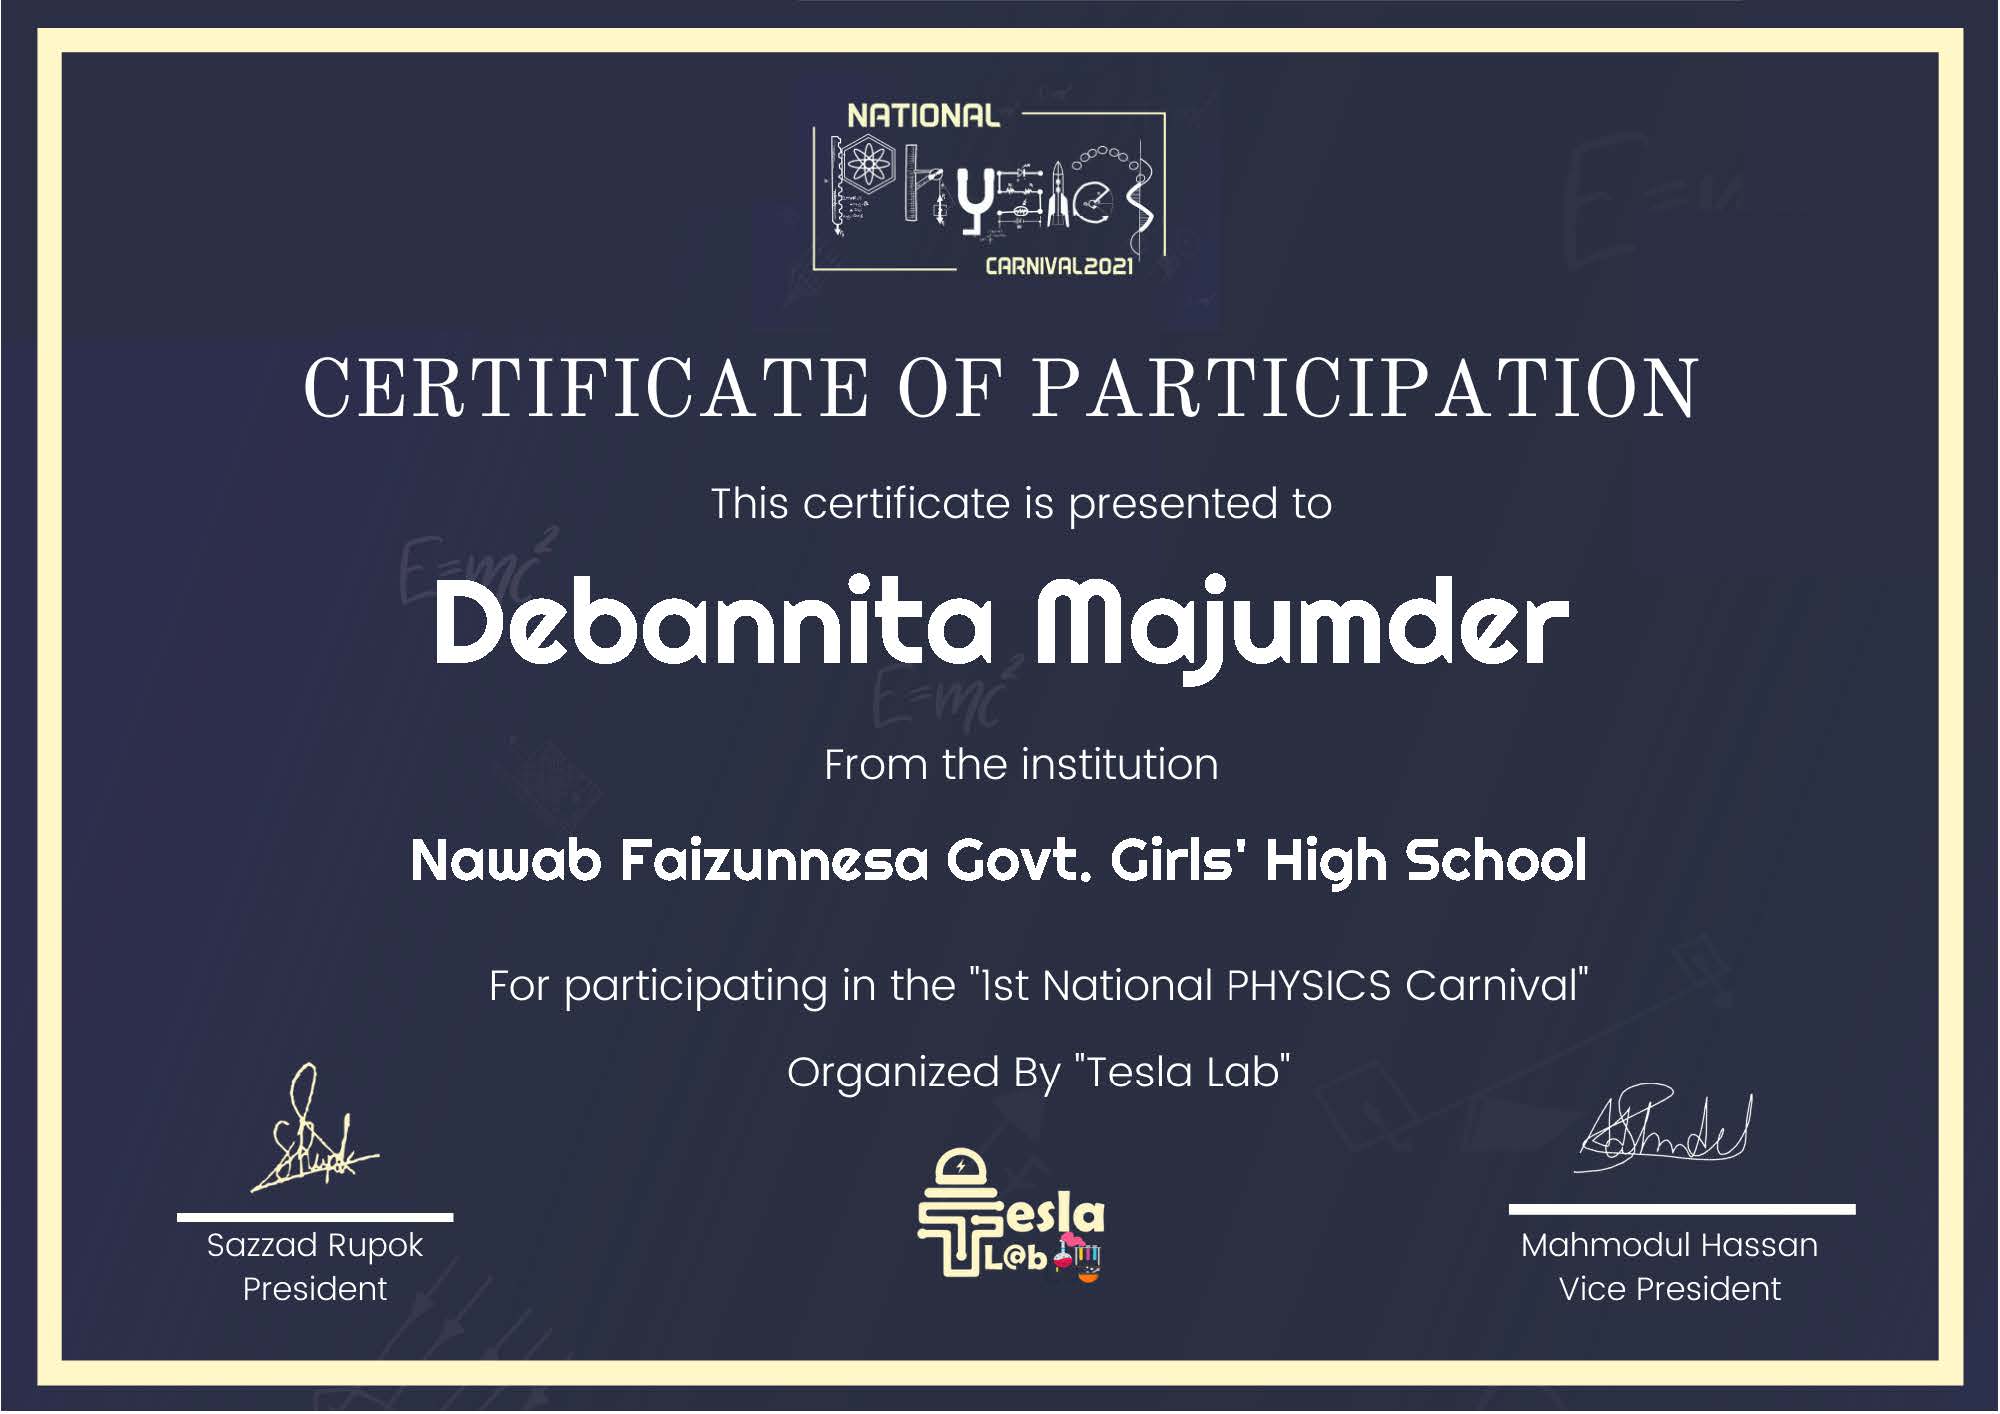 NATIONAL
Physics
CARNIVAL2021
CERTIFICATE OF PARTICIPATION
This certificate is presented to
E=mc²
Debannita Majumder
E=mc²
From the institution
Nawab Faizunnesa Govt. Girls' High School
For participating in the "1st National PHYSICS Carnival"
Organized By "Tesla Lab"
Tesla
L@b
Sazzad Rupok
President
Mahmodul Hassan
Vice President